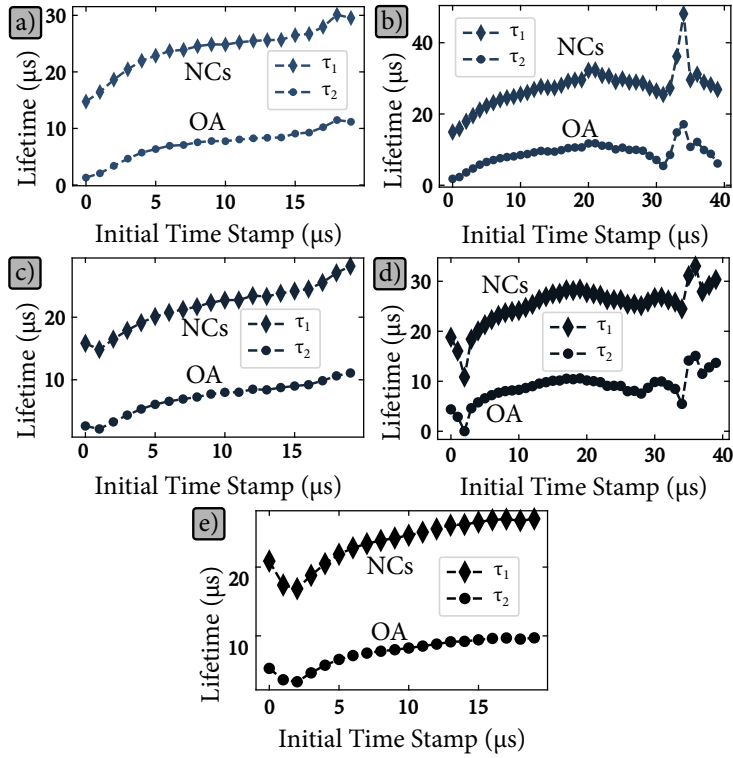 a)
30
20
10
0
Lifetime (μs)
NCs
OA
τ1
τ2
0 5 10 15
Initial Time Stamp (μs)
b)
40
20
0
Lifetime (μs)
NCs
OA
τ1
τ2
0 10 20 30 40
Initial Time Stamp (μs)
c)
20
10
Lifetime (μs)
NCs
OA
τ1
τ2
0 5 10 15
Initial Time Stamp (μs)
d)
30
20
10
0
Lifetime (μs)
NCs
OA
τ1
τ2
0 10 20 30 40
Initial Time Stamp (μs)
e)
20
10
Lifetime (μs)
NCs
OA
τ1
τ2
0 5 10 15
Initial Time Stamp (μs)